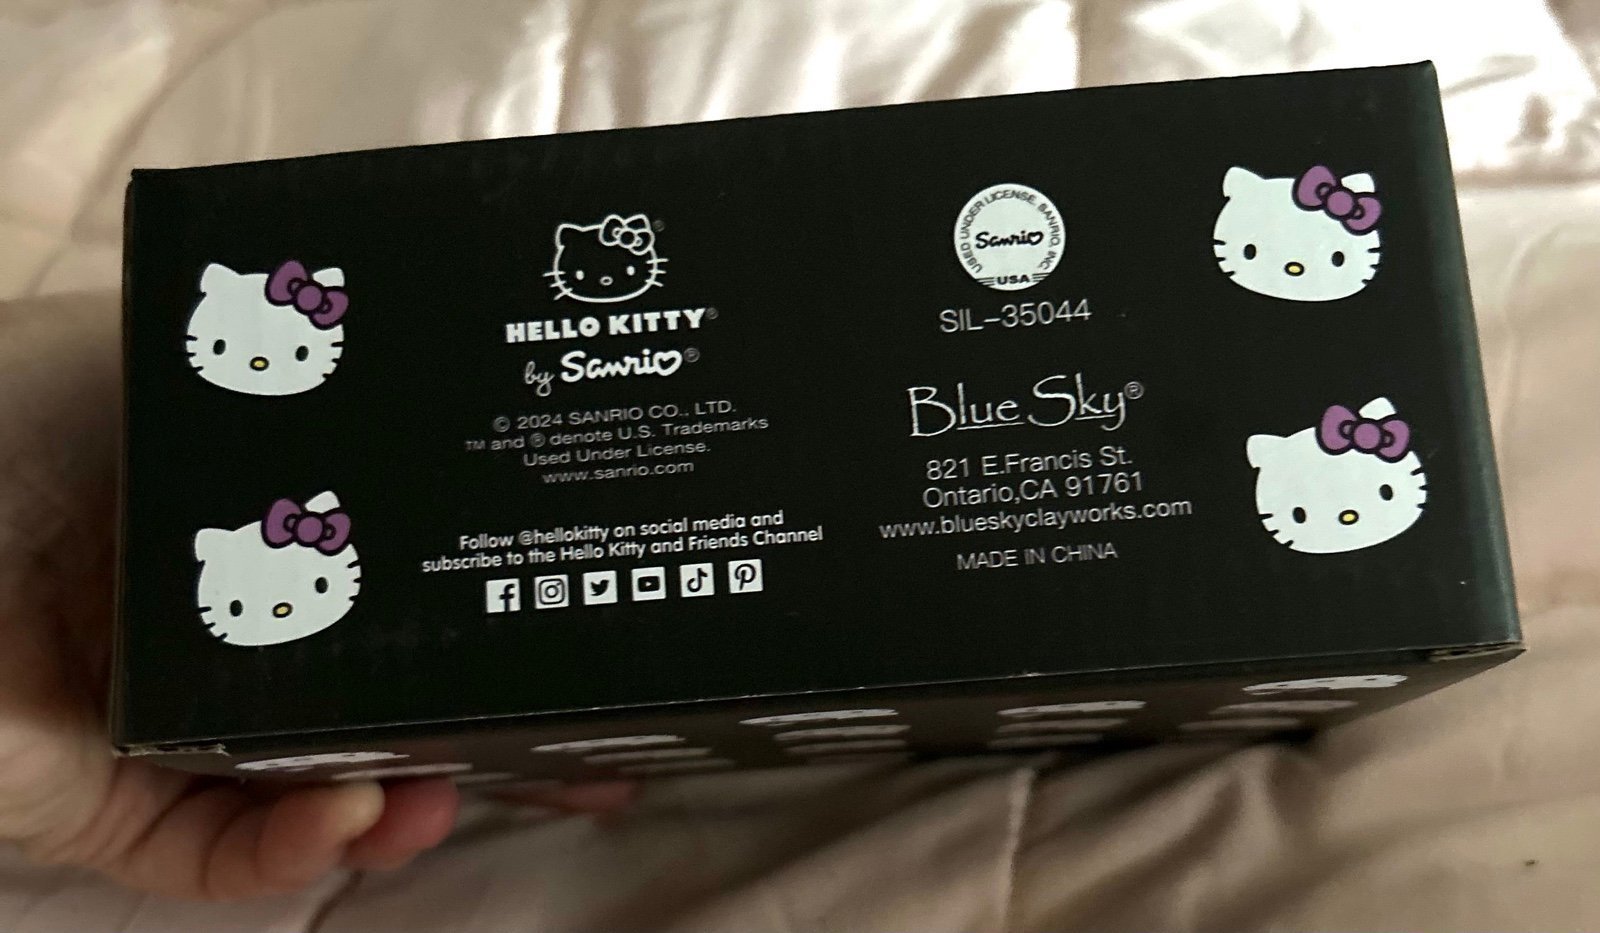 HELLO KITTY®
by Sanrio®
© 2024 SANRIO CO., LTD.
TM and ® denote U.S. Trademarks
Used Under License.
www.sanrio.com
Follow @hellokitty on social media and
subscribe to the Hello Kitty and Friends Channel
USED UNDER LICENSE. SANRIO, INC.
Sanrio
USA
SIL-35044
Blue Sky®
821 E.Francis St.
Ontario,CA 91761
www.blueskyclayworks.com
MADE IN CHINA